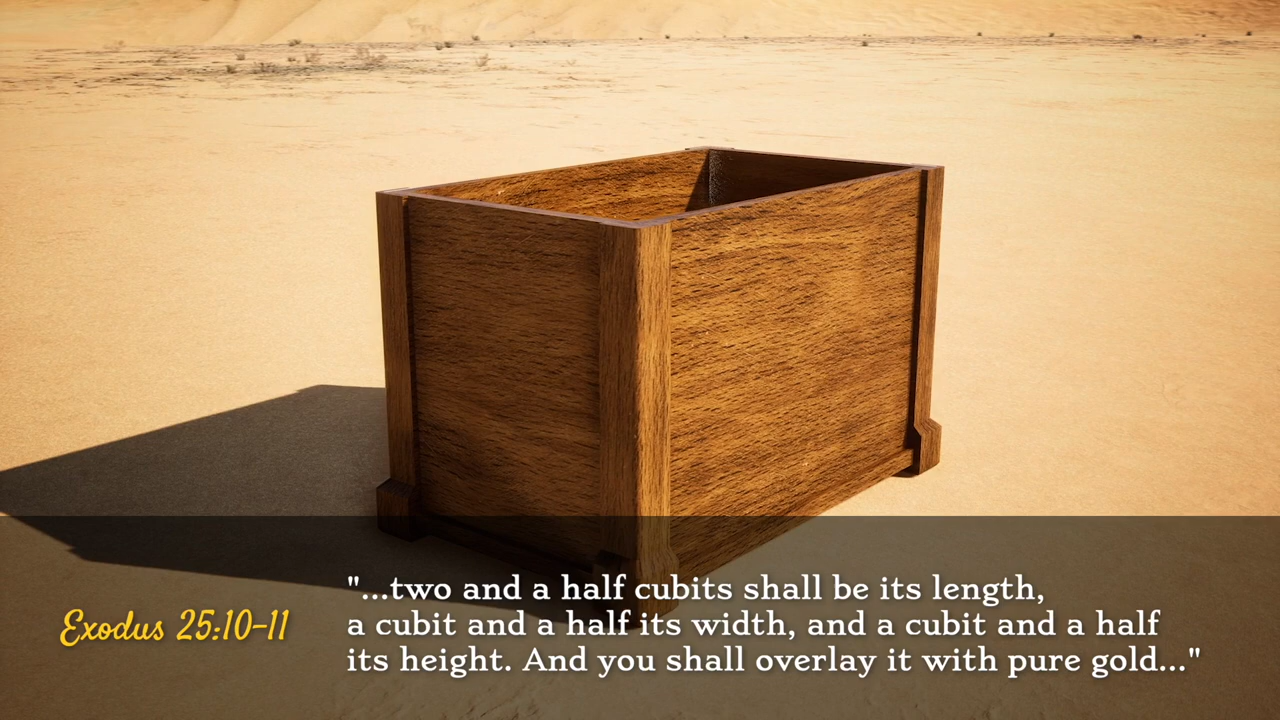 Exodus 25:10-11
"...two and a half cubits shall be its length,
a cubit and a half its width, and a cubit and a half
its height. And you shall overlay it with pure gold..."